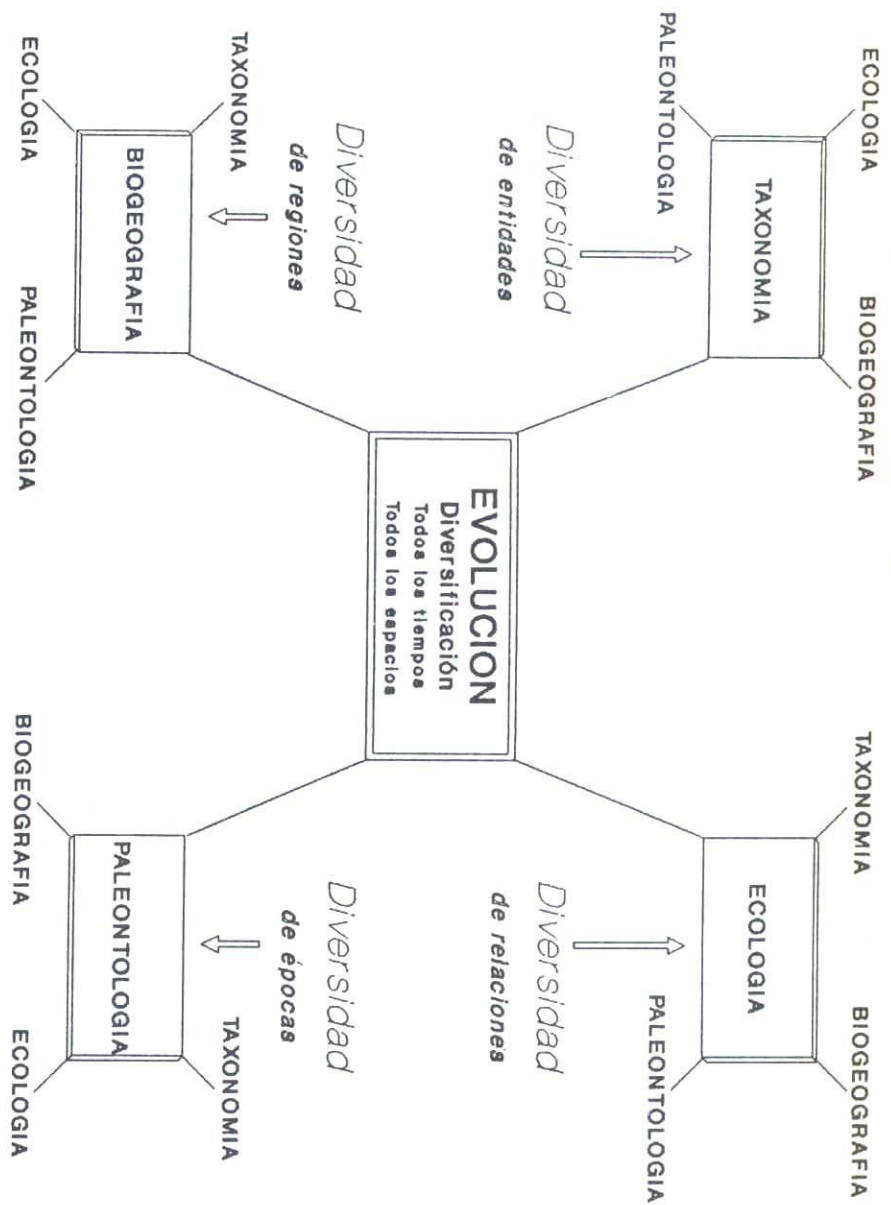 ECOLOGIA
BIOGEOGRAFIA
TAXONOMIA
PALEONTOLOGIA
Diversidad
de entidades
TAXONOMIA
BIOGEOGRAFIA
ECOLOGIA
PALEONTOLOGIA
Diversidad
de relaciones
EVOLUCION
Diversificación
Todos los tiempos
Todos los espacios
Diversidad
de regiones
TAXONOMIA
BIOGEOGRAFIA
ECOLOGIA
PALEONTOLOGIA
Diversidad
de épocas
TAXONOMIA
PALEONTOLOGIA
BIOGEOGRAFIA
ECOLOGIA